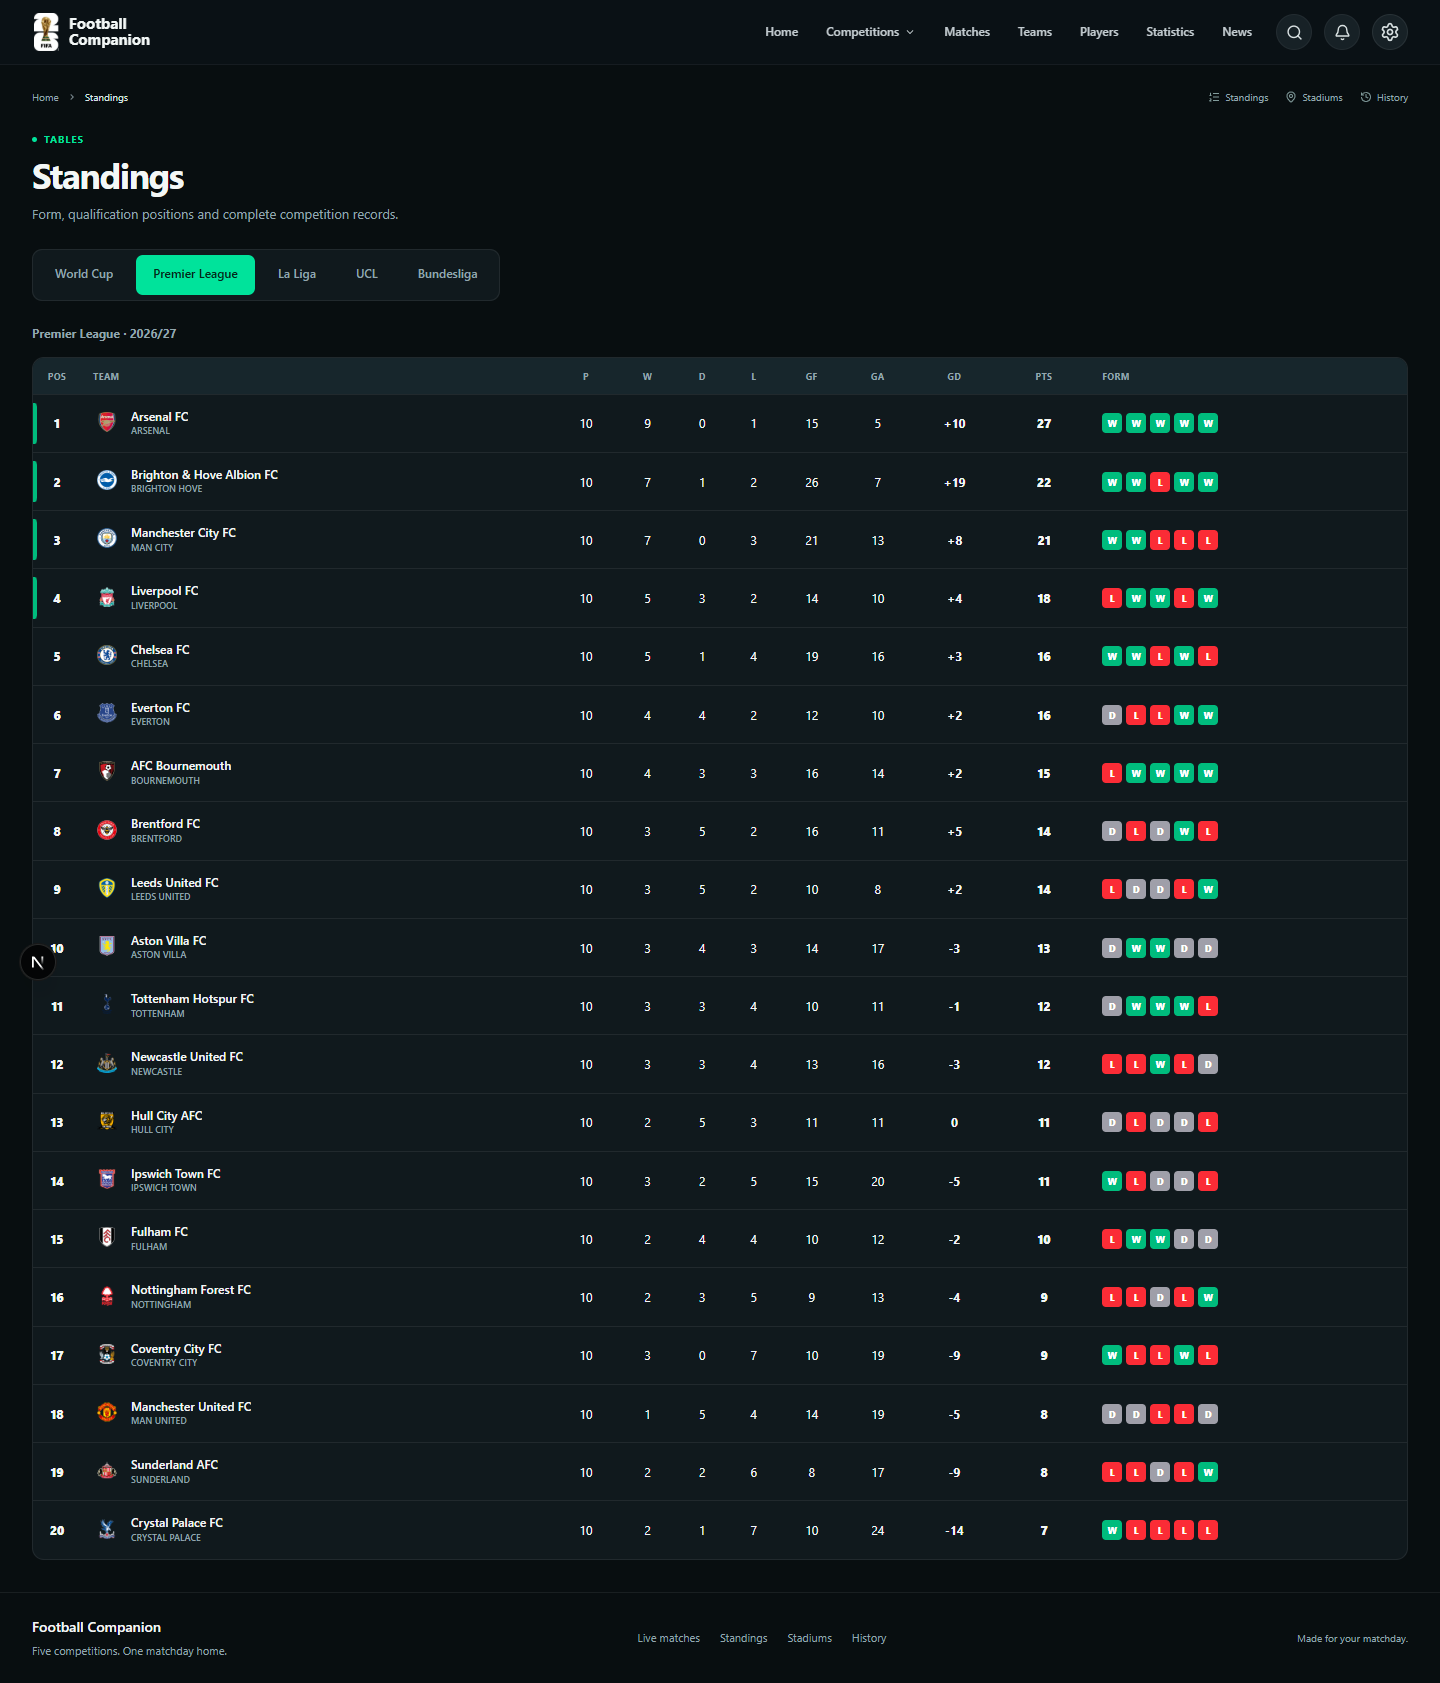 Football
Companion
FIFA
Home Competitions Matches Teams Players Statistics News
Home > Standings
Standings Stadiums History
TABLES
Standings
Form, qualification positions and complete competition records.
World Cup Premier League La Liga UCL Bundesliga
Premier League · 2026/27
POS TEAM P W D L GF GA GD PTS FORM
1 Arsenal FC 10 9 0 1 15 5 +10 27 W W W W W
ARSENAL
2 Brighton & Hove Albion FC 10 7 1 2 26 7 +19 22 W W L W W
BRIGHTON HOVE
3 Manchester City FC 10 7 0 3 21 13 +8 21 W W L L L
MAN CITY
4 Liverpool FC 10 5 3 2 14 10 +4 18 L W W L W
LIVERPOOL
5 Chelsea FC 10 5 1 4 19 16 +3 16 W W L W L
CHELSEA
6 Everton FC 10 4 4 2 12 10 +2 16 D L L W W
EVERTON
7 AFC Bournemouth 10 4 3 3 16 14 +2 15 L W W W W
BOURNEMOUTH
8 Brentford FC 10 3 5 2 16 11 +5 14 D L D W L
BRENTFORD
9 Leeds United FC 10 3 5 2 10 8 +2 14 L D D L W
LEEDS UNITED
10 Aston Villa FC 10 3 4 3 14 17 -3 13 D W W D D
ASTON VILLA
N
11 Tottenham Hotspur FC 10 3 3 4 10 11 -1 12 D W W W L
TOTTENHAM
12 Newcastle United FC 10 3 3 4 13 16 -3 12 L L W L D
NEWCASTLE
13 Hull City AFC 10 2 5 3 11 11 0 11 D L D D L
HULL CITY
14 Ipswich Town FC 10 3 2 5 15 20 -5 11 W L D D L
IPSWICH TOWN
15 Fulham FC 10 2 4 4 10 12 -2 10 L W W D D
FULHAM
16 Nottingham Forest FC 10 2 3 5 9 13 -4 9 L L D L W
NOTTINGHAM
17 Coventry City FC 10 3 0 7 10 19 -9 9 W L L W L
COVENTRY CITY
18 Manchester United FC 10 1 5 4 14 19 -5 8 D D L L D
MAN UNITED
19 Sunderland AFC 10 2 2 6 8 17 -9 8 L L D L W
SUNDERLAND
20 Crystal Palace FC 10 2 1 7 10 24 -14 7 W L L L L
CRYSTAL PALACE
Football Companion
Five competitions. One matchday home.
Live matches Standings Stadiums History
Made for your matchday.